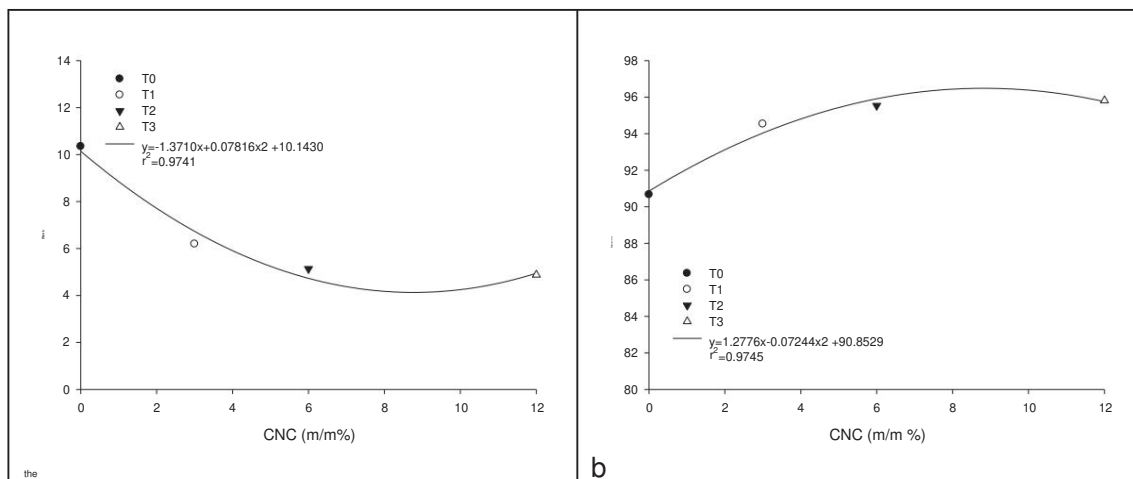 14
12
10
8
6
4
2
0
T0
T1
T2
T3
y=-1.3710x+0.07816x2 +10.1430
r2=0.9741
0 2 4 6 8 10 12
CNC (m/m%)
the
98
96
94
92
90
88
86
84
82
80
T0
T1
T2
T3
y=1.2776x-0.07244x2 +90.8529
r2=0.9745
0 2 4 6 8 10 12
CNC (m/m %)
b